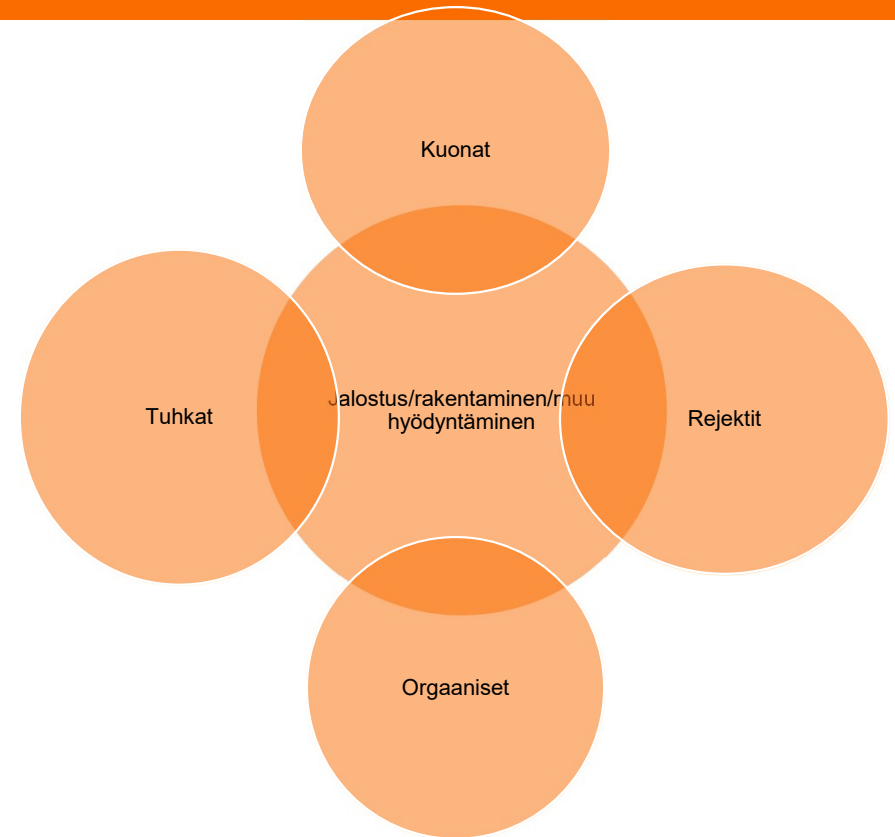 Kuonat
Jalostus/rakentaminen/muu
hyödyntäminen
Tuhkat
Rejektit
Orgaaniset